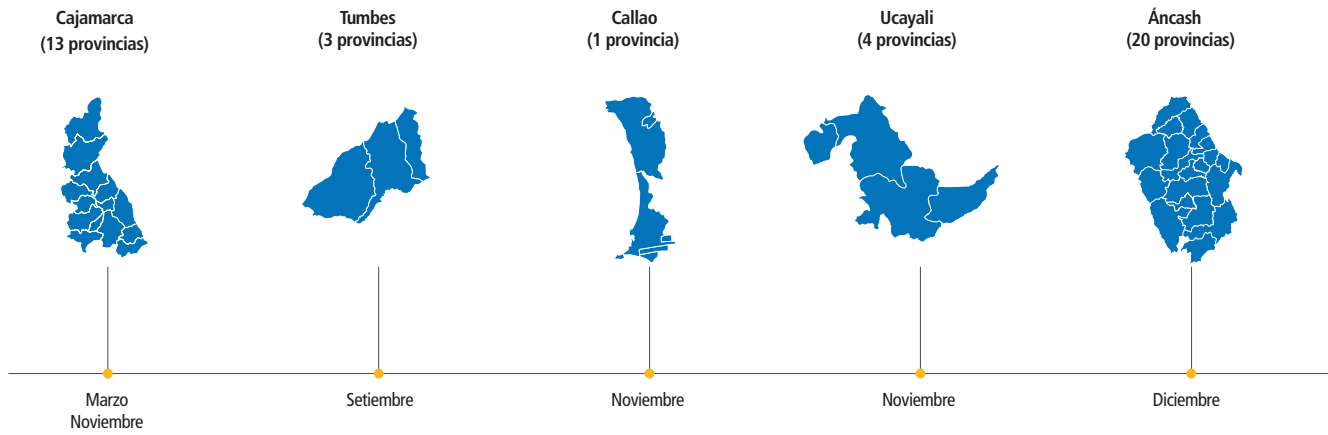 Cajamarca
(13 provincias)
Tumbes
(3 provincias)
Callao
(1 provincia)
Ucayali
(4 provincias)
Áncash
(20 provincias)
Marzo
Noviembre
Setiembre
Noviembre
Noviembre
Diciembre